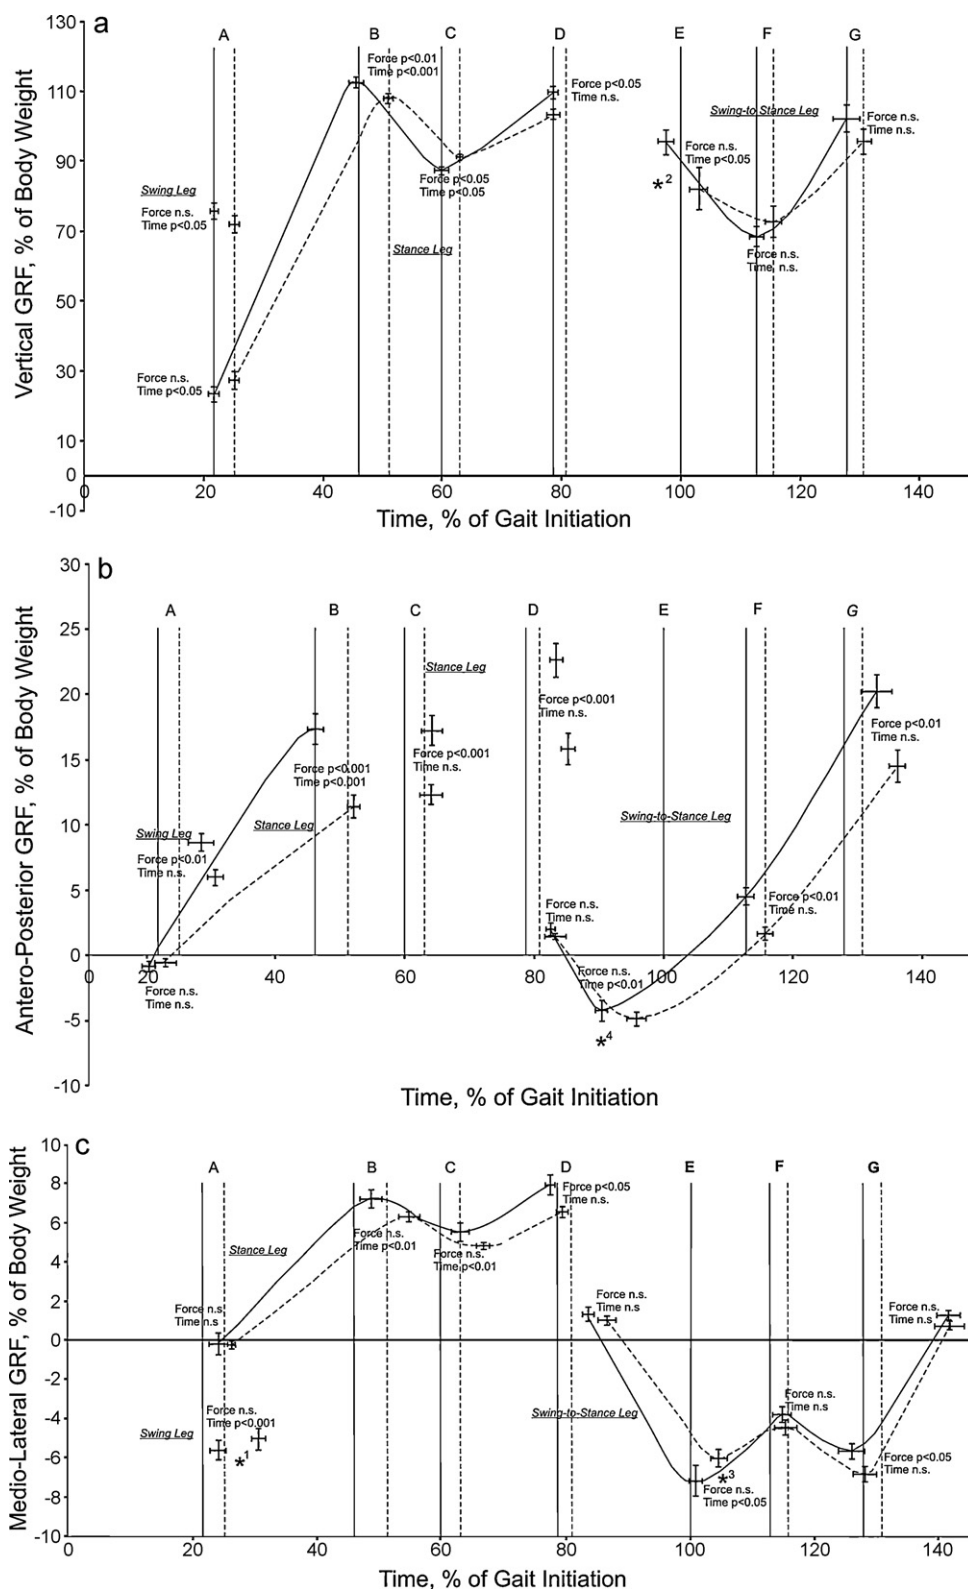 a
130
110
90
70
50
30
10
0
-10
Vertical GRF, % of Body Weight
A
B
C
D
E
F
G
Force p<0.01
Time p<0.001
Force p<0.05
Time n.s.
Swing-to Stance Leg
Force n.s.
Time n.s.
Force n.s.
Time p<0.05
*2
Force p<0.05
Time p<0.05
Swing Leg
Force n.s.
Time p<0.05
Stance Leg
Force n.s.
Time n.s.
Force n.s.
Time p<0.05
0
20
40
60
80
100
120
140
Time, % of Gait Initiation
b
30
25
20
15
10
5
0
-5
-10
Antero-Posterior GRF, % of Body Weight
A
B
C
D
E
F
G
Stance Leg
Force p<0.001
Time n.s.
Force p<0.01
Time n.s.
Force p<0.001
Time n.s.
Force p<0.001
Time p<0.001
Swing-to-Stance Leg
Stance Leg
Swing Leg
Force p<0.01
Time n.s.
Force p<0.01
Time n.s.
Force n.s.
Time n.s.
Force n.s.
Time p<0.01
Force n.s.
Time n.s.
*4
0
20
40
60
80
100
120
140
Time, % of Gait Initiation
c
10
8
6
4
2
0
-2
-4
-6
-8
-10
Medio-Lateral GRF, % of Body Weight
A
B
C
D
E
F
G
Force p<0.05
Time n.s.
Stance Leg
Force n.s.
Time p<0.01
Force n.s.
Time p<0.01
Force n.s
Time n.s
Force n.s.
Time n.s
Force n.s.
Time n.s.
Swing Leg
Force n.s.
Time p<0.001
*1
Swing-to-Stance Leg
Force n.s.
Time n.s
Force p<0.05
Time n.s.
*3
Force n.s.
Time p<0.05
0
20
40
60
80
100
120
140
Time, % of Gait Initiation